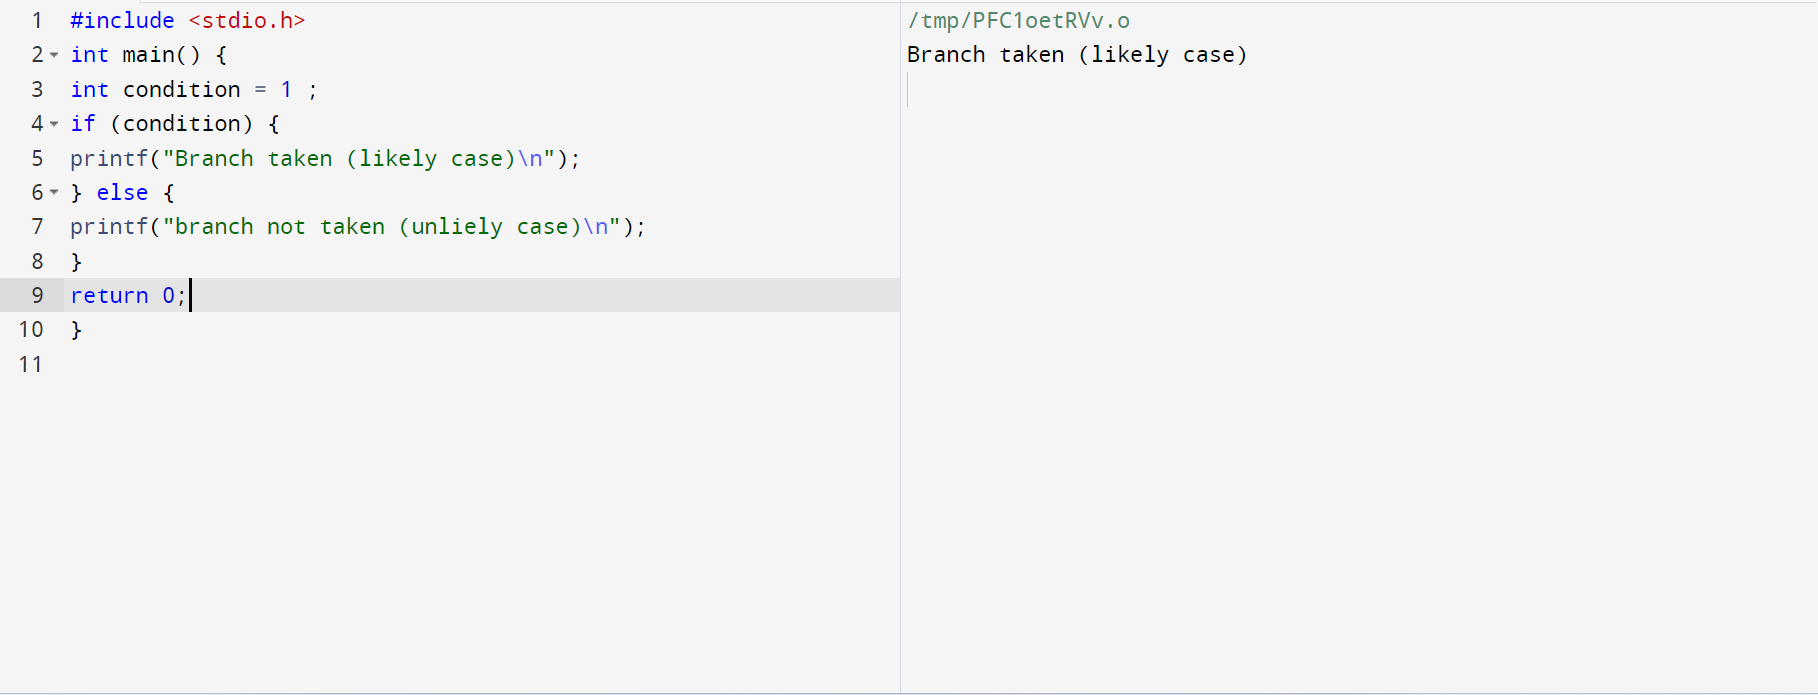 1 #include <stdio.h>
2 int main() {
3 int condition = 1 ;
4 if (condition) {
5 printf("Branch taken (likely case)\n");
6 } else {
7 printf("branch not taken (unliely case)\n");
8 }
9 return 0;
10 }
11
/tmp/PFC1oetRVv.o
Branch taken (likely case)